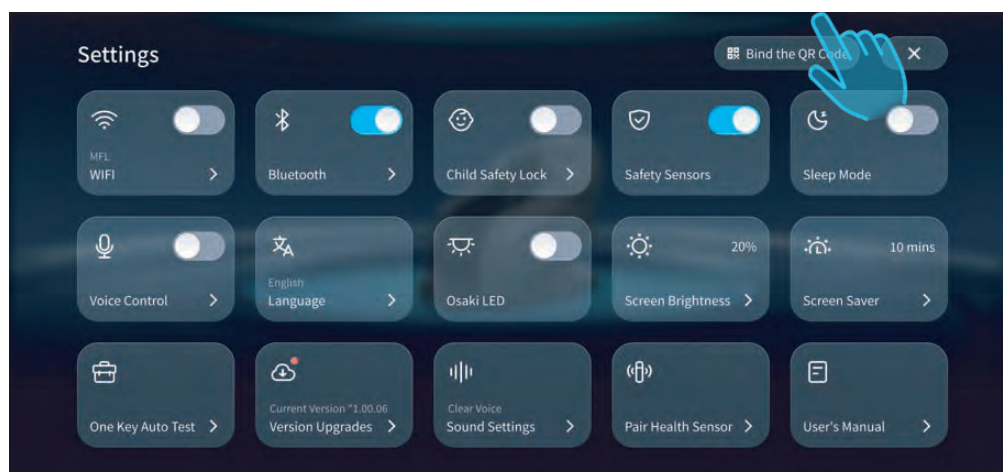 Settings
Bind the QR Code
MFL
WIFI
Bluetooth
Child Safety Lock
Safety Sensors
Sleep Mode
Voice Control
English
Language
Osaki LED
20%
Screen Brightness
10 mins
Screen Saver
One Key Auto Test
Current Version "1.00.06
Version Upgrades
Clear Voice
Sound Settings
Pair Health Sensor
User's Manual